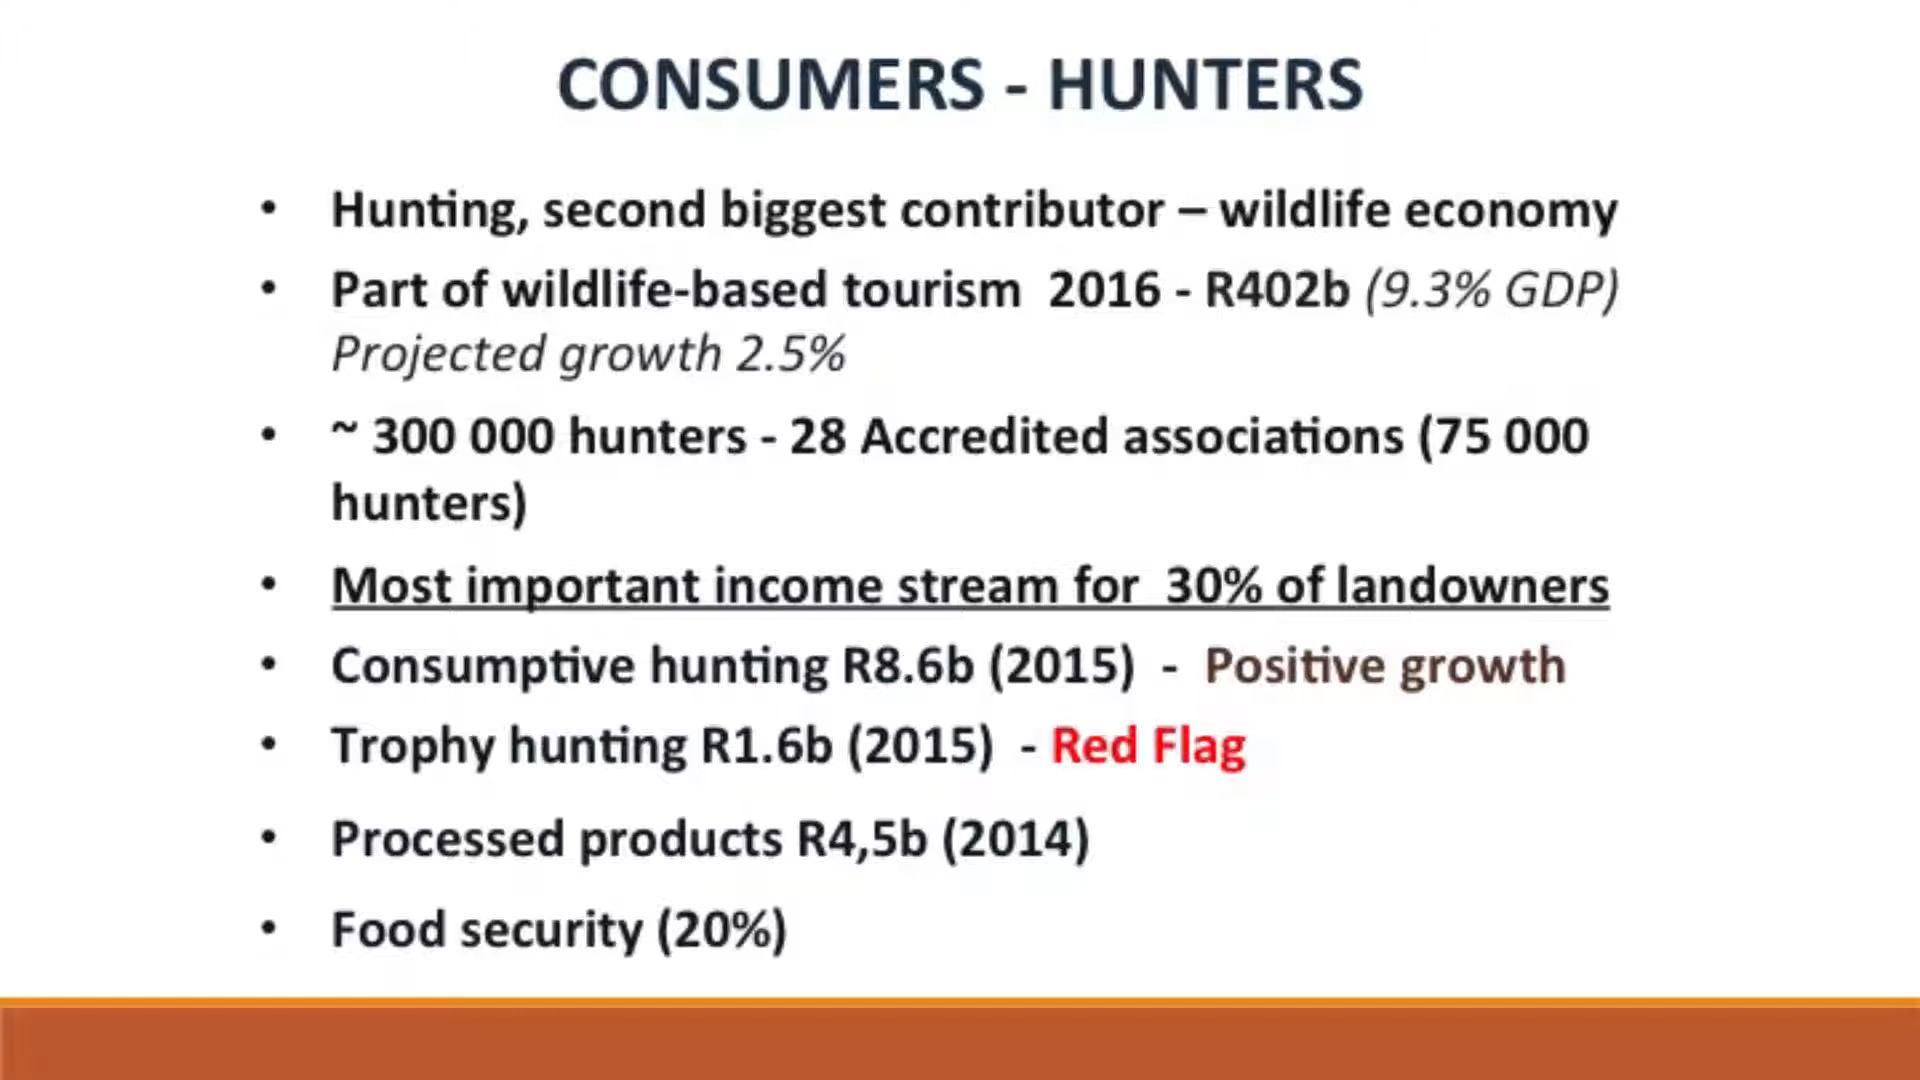 CONSUMERS - HUNTERS
• Hunting, second biggest contributor – wildlife economy
• Part of wildlife-based tourism 2016 - R402b (9.3% GDP)
Projected growth 2.5%
• ~ 300 000 hunters - 28 Accredited associations (75 000
hunters)
• Most important income stream for 30% of landowners
• Consumptive hunting R8.6b (2015) - Positive growth
• Trophy hunting R1.6b (2015) - Red Flag
• Processed products R4,5b (2014)
• Food security (20%)